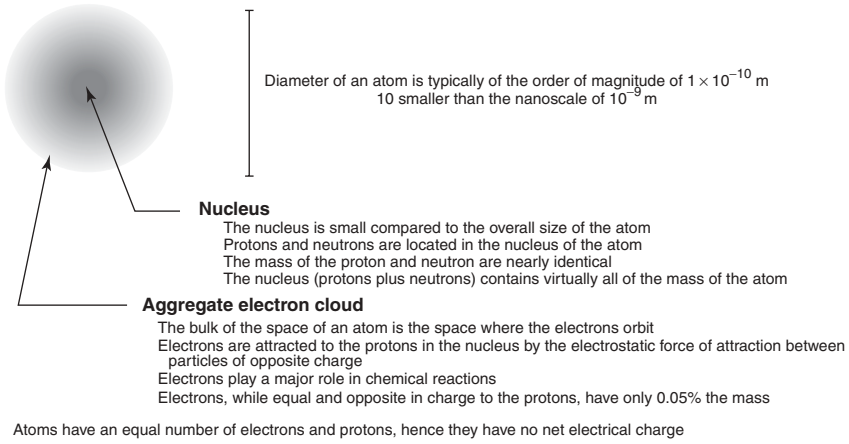 Diameter of an atom is typically of the order of magnitude of 1 × 10⁻¹⁰ m
10 smaller than the nanoscale of 10⁻⁹ m
Nucleus
The nucleus is small compared to the overall size of the atom
Protons and neutrons are located in the nucleus of the atom
The mass of the proton and neutron are nearly identical
The nucleus (protons plus neutrons) contains virtually all of the mass of the atom
Aggregate electron cloud
The bulk of the space of an atom is the space where the electrons orbit
Electrons are attracted to the protons in the nucleus by the electrostatic force of attraction between
particles of opposite charge
Electrons play a major role in chemical reactions
Electrons, while equal and opposite in charge to the protons, have only 0.05% the mass
Atoms have an equal number of electrons and protons, hence they have no net electrical charge